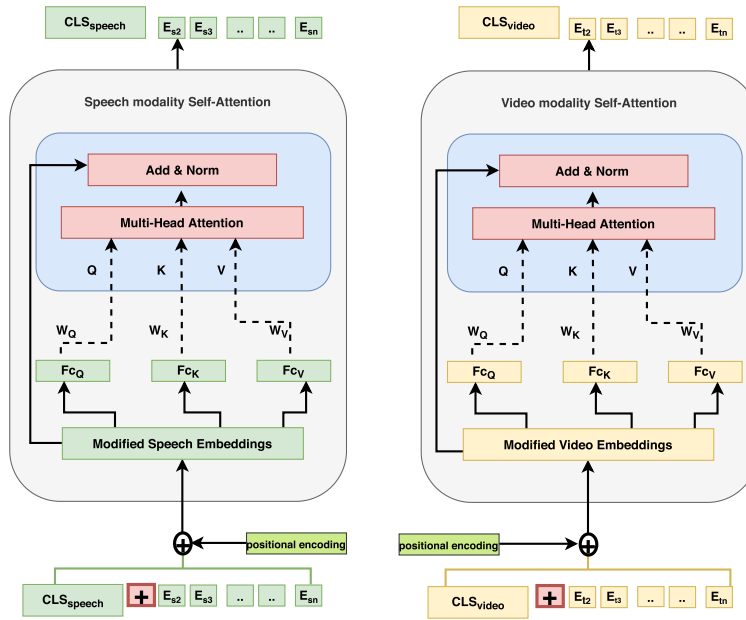 CLSspeech Es2 Es3 .. .. Esn
Speech modality Self-Attention
Add & Norm
Multi-Head Attention
Q K V
WQ WK WV
FcQ FcK FcV
Modified Speech Embeddings
+ positional encoding
CLSspeech + Es2 Es3 .. .. Esn
CLSvideo Et2 Et3 .. .. Etn
Video modality Self-Attention
Add & Norm
Multi-Head Attention
Q K V
WQ WK WV
FcQ FcK FcV
Modified Video Embeddings
positional encoding +
CLSvideo + Et2 Et3 .. .. Etn